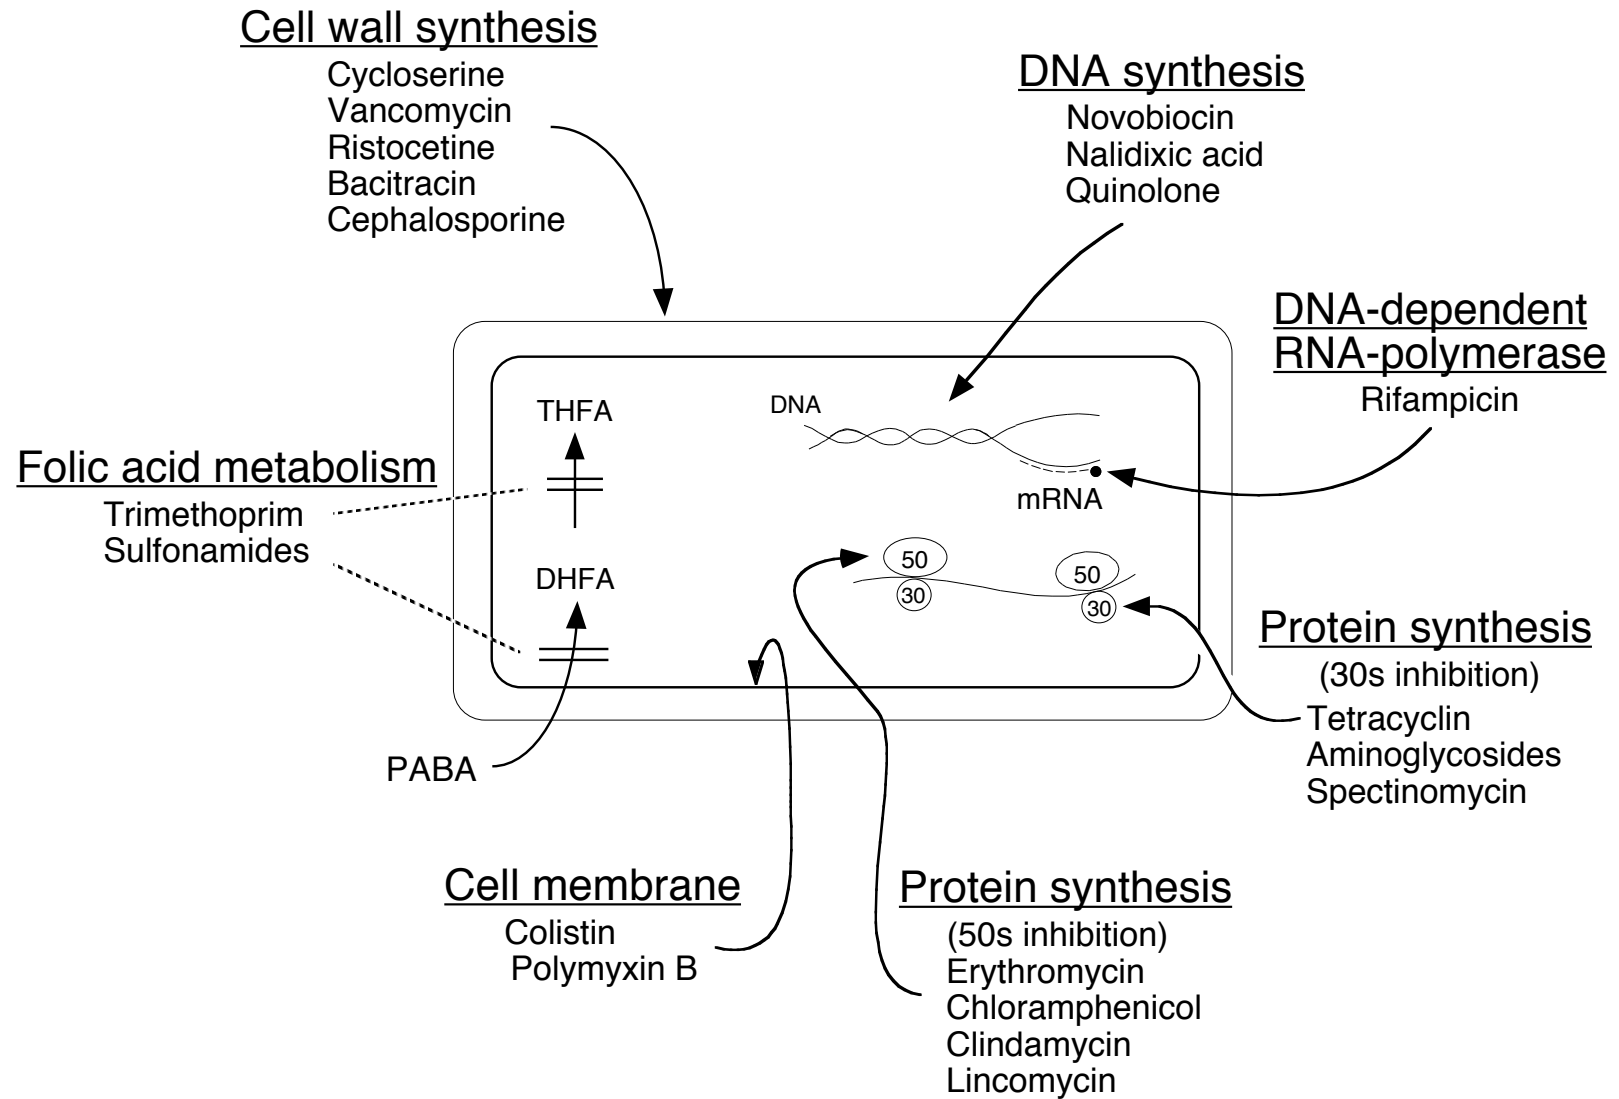 Cell wall synthesis
Cycloserine
Vancomycin
Ristocetine
Bacitracin
Cephalosporine
DNA synthesis
Novobiocin
Nalidixic acid
Quinolone
DNA-dependent
RNA-polymerase
Rifampicin
Folic acid metabolism
Trimethoprim
Sulfonamides
THFA
DHFA
PABA
DNA
mRNA
50
30
50
30
Protein synthesis
(30s inhibition)
Tetracyclin
Aminoglycosides
Spectinomycin
Cell membrane
Colistin
Polymyxin B
Protein synthesis
(50s inhibition)
Erythromycin
Chloramphenicol
Clindamycin
Lincomycin